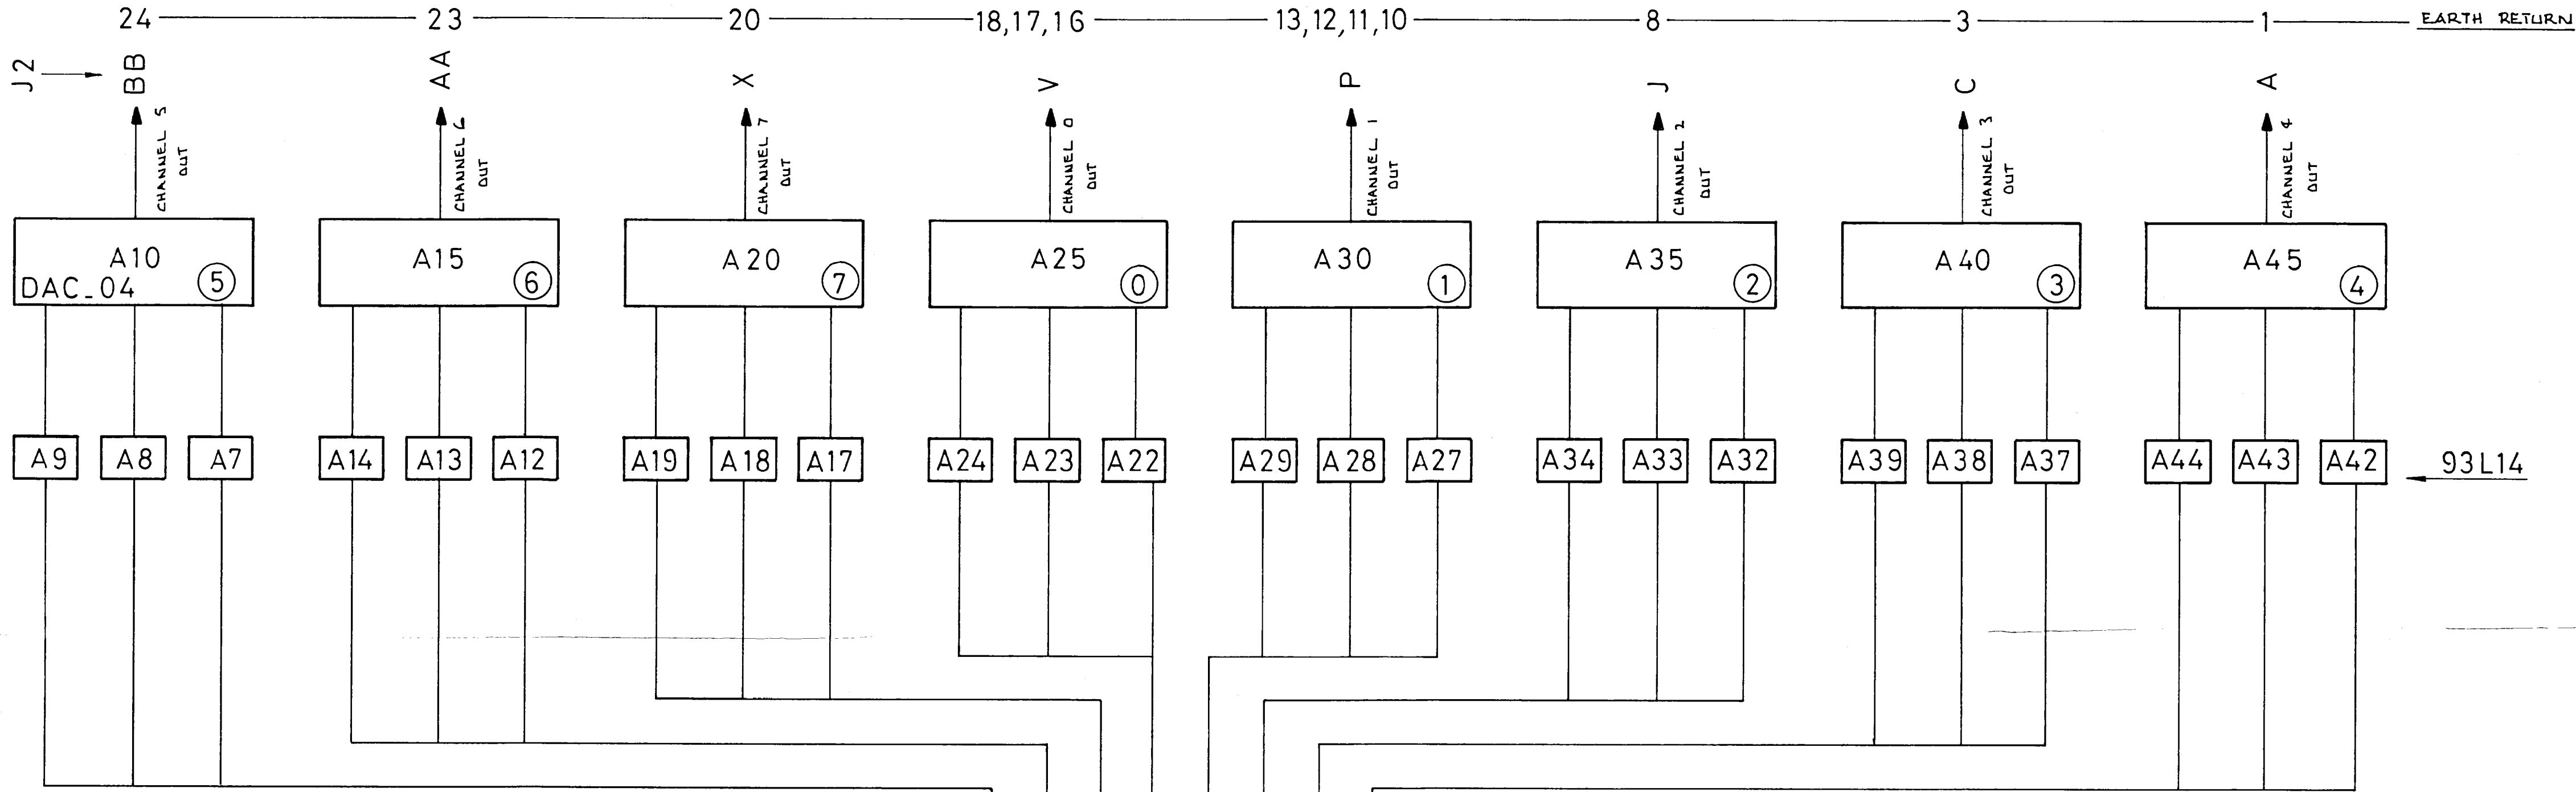 24 23 20 18,17,16 13,12,11,10 8 3 1 EARTH RETURN
J2 BB AA X V P J C A
CHANNEL 5 OUT
CHANNEL 6 OUT
CHANNEL 7 OUT
CHANNEL 0 OUT
CHANNEL 1 OUT
CHANNEL 2 OUT
CHANNEL 3 OUT
CHANNEL 4 OUT
A10 A15 A20 A25 A30 A35 A40 A45
DAC_04 5 6 7 0 1 2 3 4
A9 A8 A7 A14 A13 A12 A19 A18 A17 A24 A23 A22 A29 A28 A27 A34 A33 A32 A39 A38 A37 A44 A43 A42 93L14